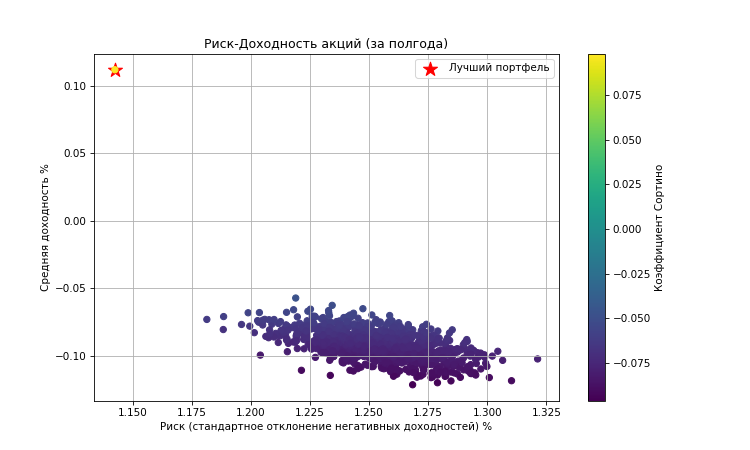 Риск-Доходность акций (за полгода)
Лучший портфель
0.10
0.05
0.00
−0.05
−0.10
Средняя доходность %
1.150 1.175 1.200 1.225 1.250 1.275 1.300 1.325
Риск (стандартное отклонение негативных доходностей) %
0.075
0.050
0.025
0.000
−0.025
−0.050
−0.075
Коэффициент Сортино